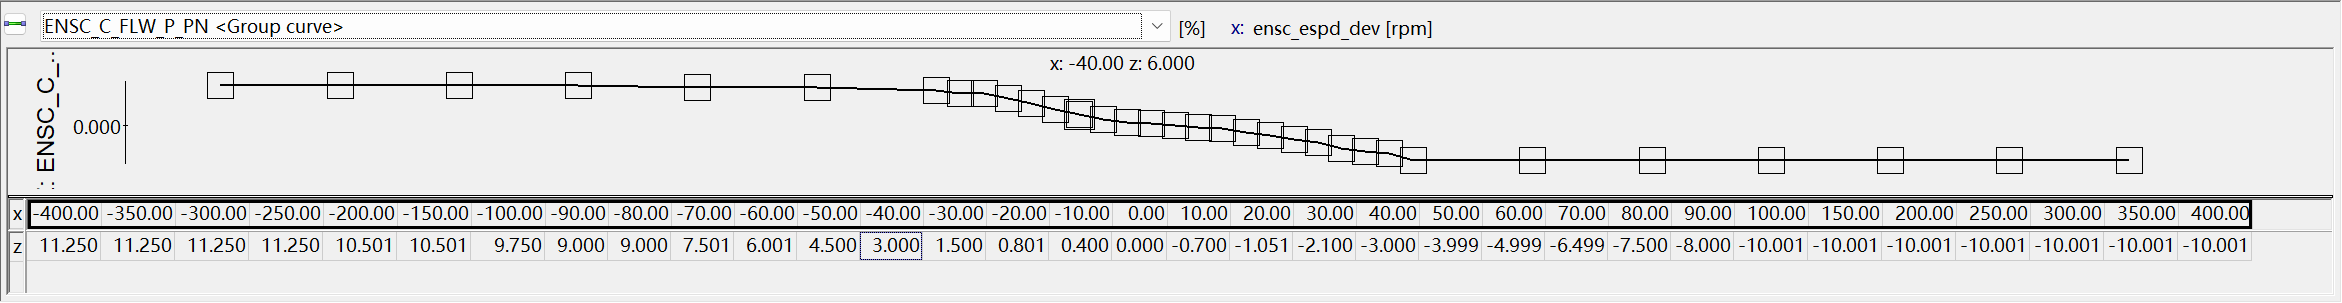 ENSC_C_FLW_P_PN <Group curve> [%] x: ensc_espd_dev [rpm]
x: -40.00 z: 6.000
.: ENSC_C_..:
0.000
x -400.00 -350.00 -300.00 -250.00 -200.00 -150.00 -100.00 -90.00 -80.00 -70.00 -60.00 -50.00 -40.00 -30.00 -20.00 -10.00 0.00 10.00 20.00 30.00 40.00 50.00 60.00 70.00 80.00 90.00 100.00 150.00 200.00 250.00 300.00 350.00 400.00
z 11.250 11.250 11.250 11.250 10.501 10.501 9.750 9.000 9.000 7.501 6.001 4.500 3.000 1.500 0.801 0.400 0.000 -0.700 -1.051 -2.100 -3.000 -3.999 -4.999 -6.499 -7.500 -8.000 -10.001 -10.001 -10.001 -10.001 -10.001 -10.001 -10.001